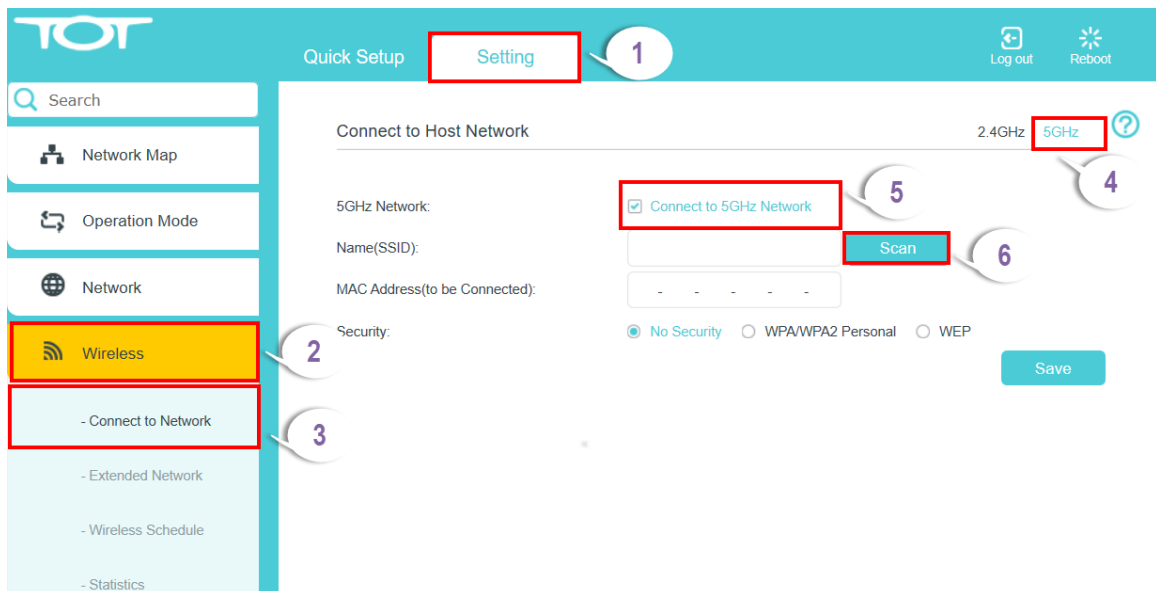 TOT
Quick Setup
Setting
1
Log out
Reboot
Search
Network Map
Operation Mode
Network
Wireless
2
- Connect to Network
3
- Extended Network
- Wireless Schedule
- Statistics
Connect to Host Network
2.4GHz
5GHz
?
4
5GHz Network:
Connect to 5GHz Network
5
Name(SSID):
Scan
6
MAC Address(to be Connected):
- - - - -
Security:
No Security
WPA/WPA2 Personal
WEP
Save